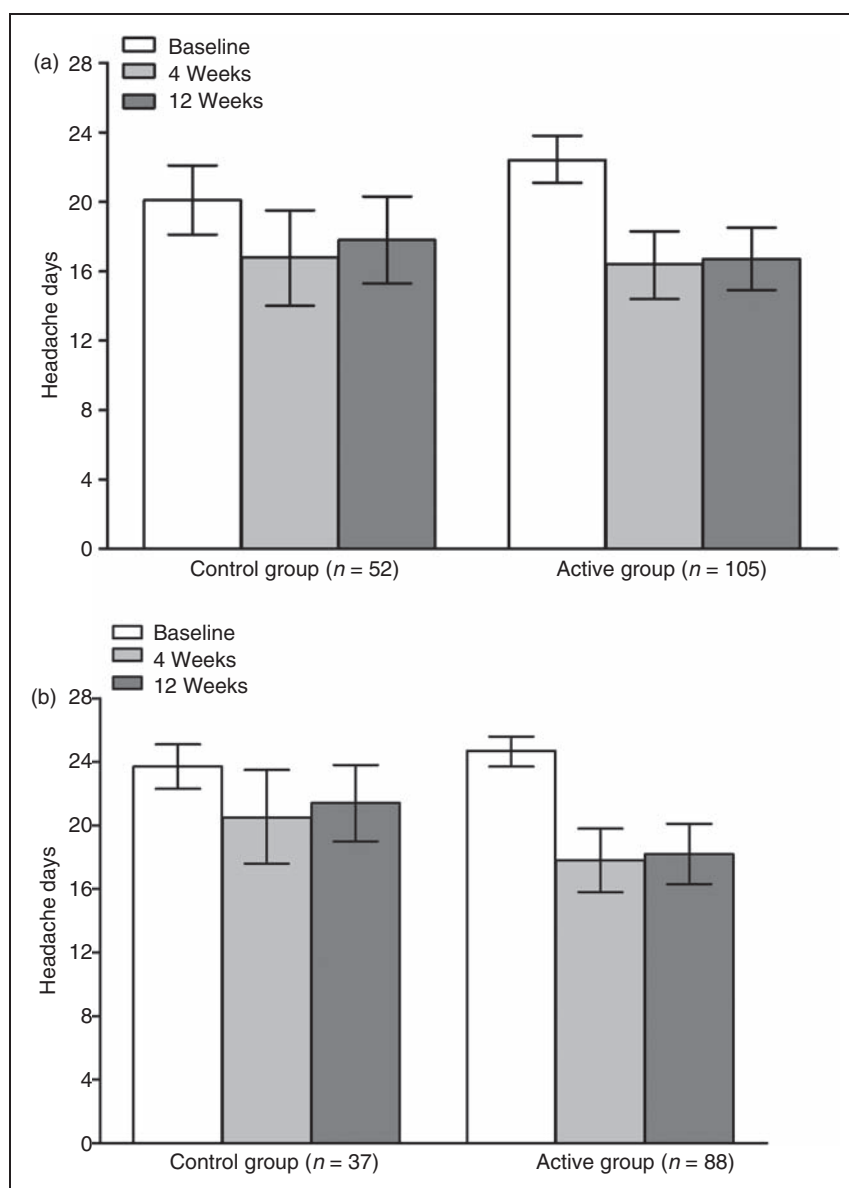 (a)
Baseline
4 Weeks
12 Weeks
28
24
20
16
12
8
4
0
Headache days
Control group (n = 52)
Active group (n = 105)
(b)
Baseline
4 Weeks
12 Weeks
28
24
20
16
12
8
4
0
Headache days
Control group (n = 37)
Active group (n = 88)